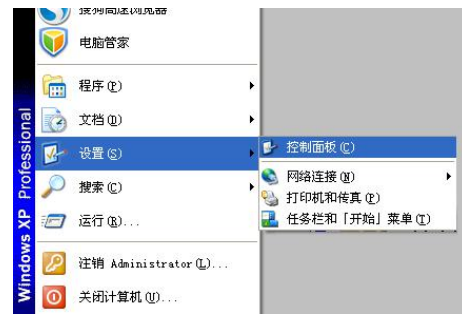 搜狗高速浏览器
电脑管家
程序(P)
文档(D)
设置(S)
搜索(C)
运行(R)...
注销 Administrator(L)...
关闭计算机(U)...
控制面板(C)
网络连接(N)
打印机和传真(P)
任务栏和「开始」菜单(T)
Windows XP Professional